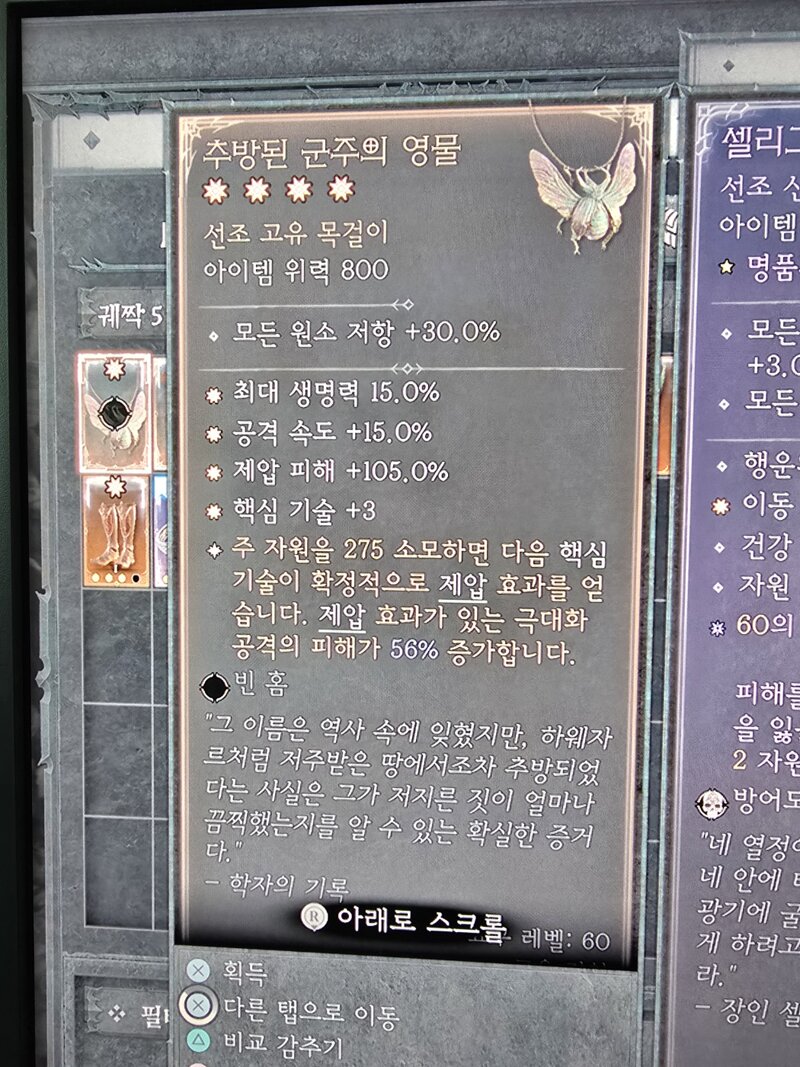 추방된 군주의 영물
선조 고유 목걸이
아이템 위력 800
모든 원소 저항 +30.0%
최대 생명력 15.0%
공격 속도 +15.0%
제압 피해 +105.0%
핵심 기술 +3
주 자원을 275 소모하면 다음 핵심
기술이 확정적으로 제압 효과를 얻
습니다. 제압 효과가 있는 극대화
공격의 피해가 56% 증가합니다.
빈 홈
"그 이름은 역사 속에 잊혔지만, 하웨자
르처럼 저주받은 땅에서조차 추방되었
다는 사실은 그가 저지른 짓이 얼마나
끔찍했는지를 알 수 있는 확실한 증거
다."
– 학자의 기록
R 아래로 스크롤
레벨: 60
획득
다른 탭으로 이동
비교 감추기
궤짝 5
셀리그
선조
아이템
명품
모든
+3.0
모든
행운
이동
건강
자원
60의
피해를
을 잃
2 자원
방어도
"네 열정
네 안에
광기에 굴
게 하려고
라."
– 장인 셀